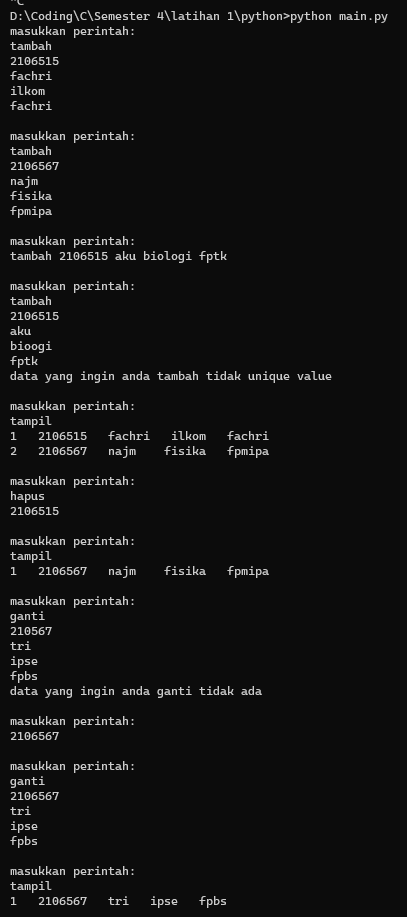 ^C
D:\Coding\C\Semester 4\latihan 1\python>python main.py
masukkan perintah:
tambah
2106515
fachri
ilkom
fachri
masukkan perintah:
tambah
2106567
najm
fisika
fpmipa
masukkan perintah:
tambah 2106515 aku biologi fptk
masukkan perintah:
tambah
2106515
aku
bioogi
fptk
data yang ingin anda tambah tidak unique value
masukkan perintah:
tampil
1   2106515   fachri   ilkom   fachri
2   2106567   najm    fisika   fpmipa
masukkan perintah:
hapus
2106515
masukkan perintah:
tampil
1   2106567   najm    fisika   fpmipa
masukkan perintah:
ganti
210567
tri
ipse
fpbs
data yang ingin anda ganti tidak ada
masukkan perintah:
2106567
masukkan perintah:
ganti
2106567
tri
ipse
fpbs
masukkan perintah:
tampil
1   2106567   tri   ipse   fpbs